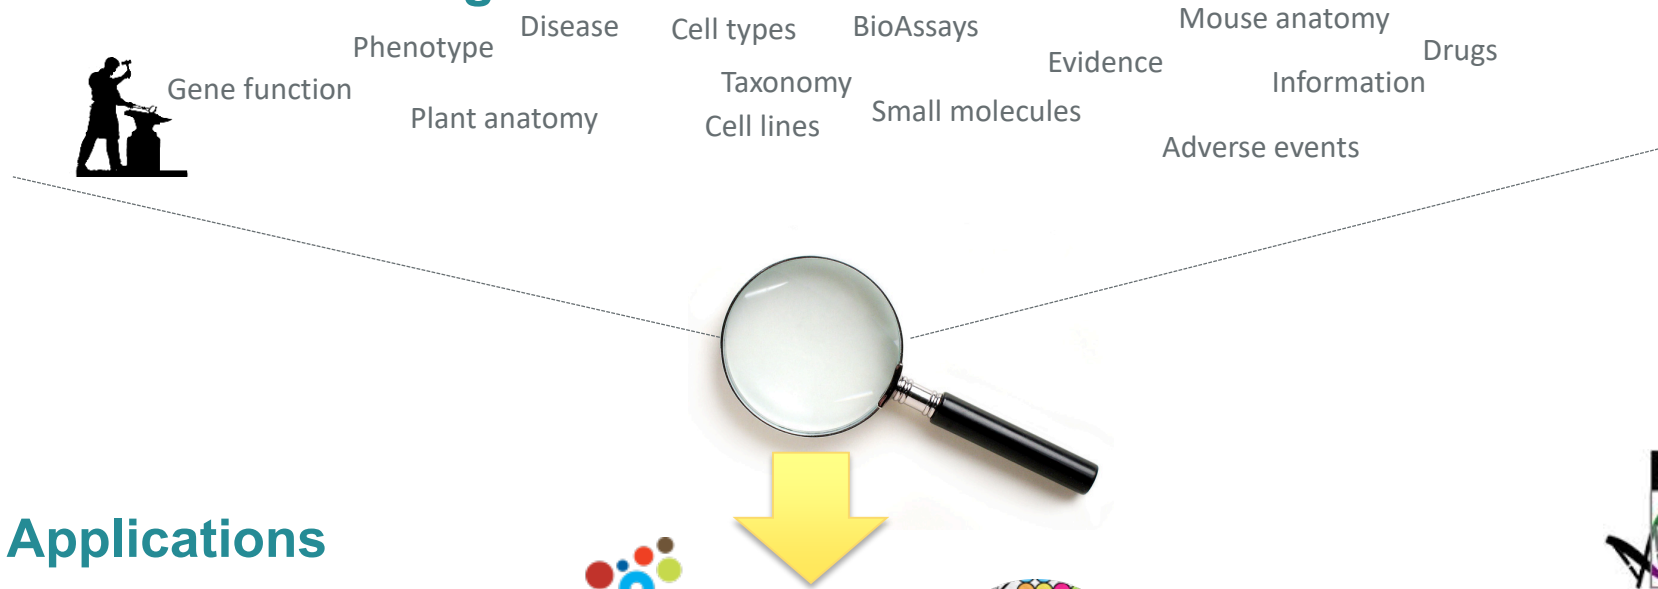 Disease
Cell types
BioAssays
Mouse anatomy
Phenotype
Evidence
Drugs
Gene function
Taxonomy
Information
Plant anatomy
Cell lines
Small molecules
Adverse events
Applications